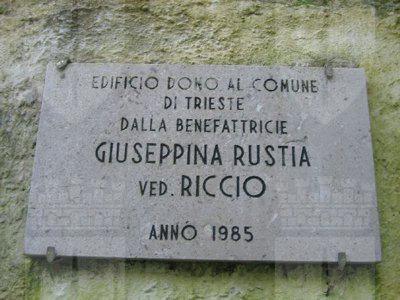 EDIFICIO DONO AL COMUNE
DI TRIESTE
DALLA BENEFATTRICIE
GIUSEPPINA RUSTIA
VED. RICCIO
ANNO 1985